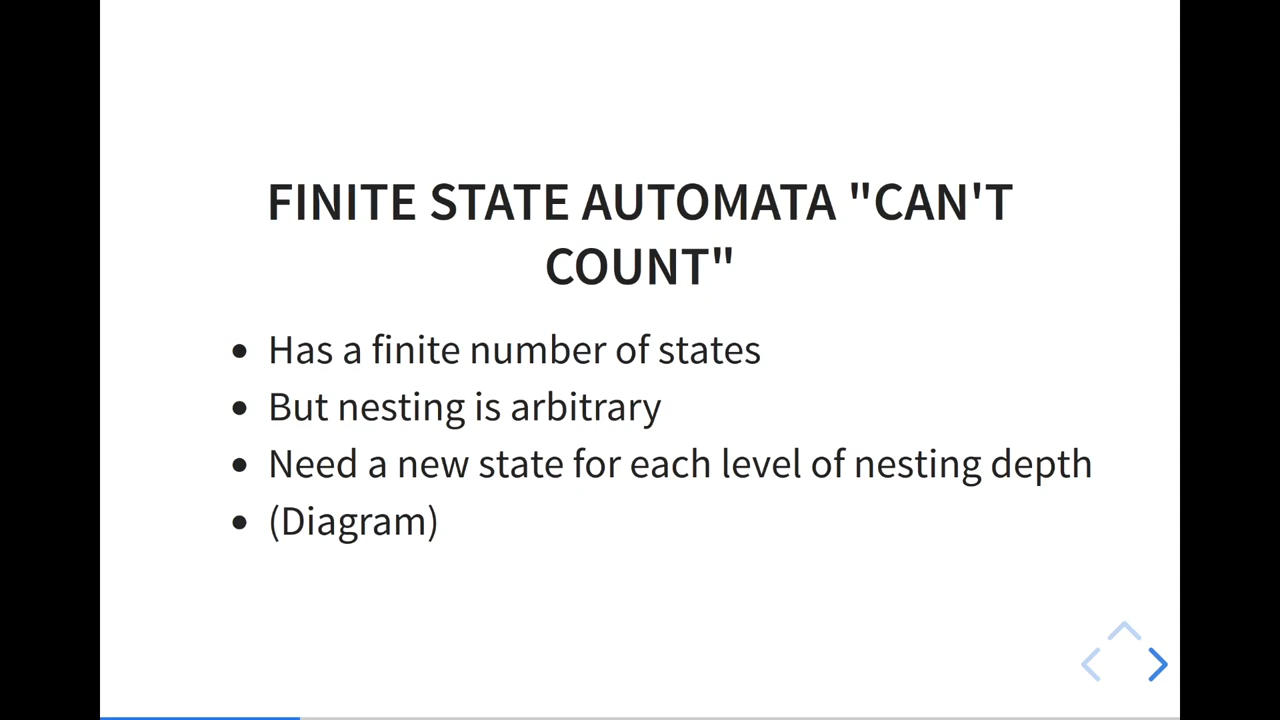 FINITE STATE AUTOMATA "CAN'T
COUNT"
• Has a finite number of states
• But nesting is arbitrary
• Need a new state for each level of nesting depth
• (Diagram)